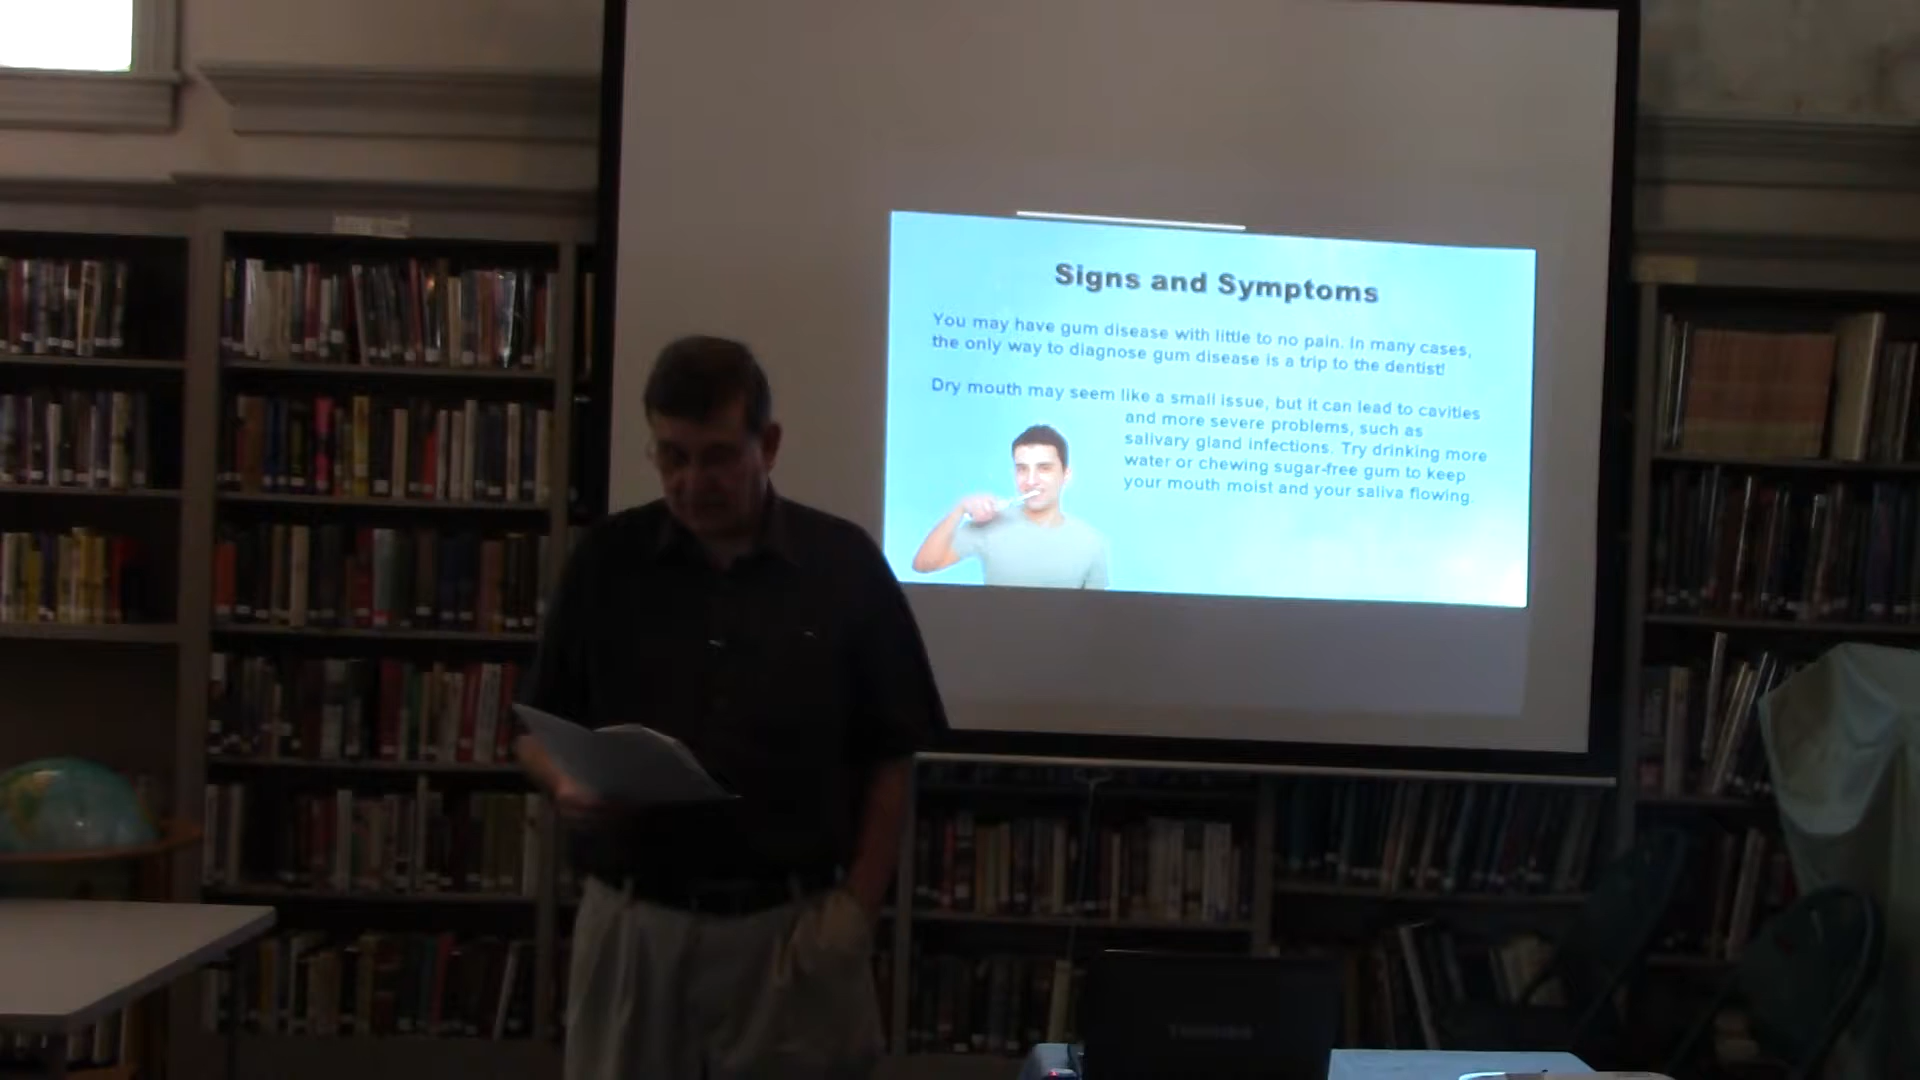 Signs and Symptoms
You may have gum disease with little to no pain. In many cases,
the only way to diagnose gum disease is a trip to the dentist!
Dry mouth may seem like a small issue, but it can lead to cavities
and more severe problems, such as
salivary gland infections. Try drinking more
water or chewing sugar-free gum to keep
your mouth moist and your saliva flowing.
TOSHIBA